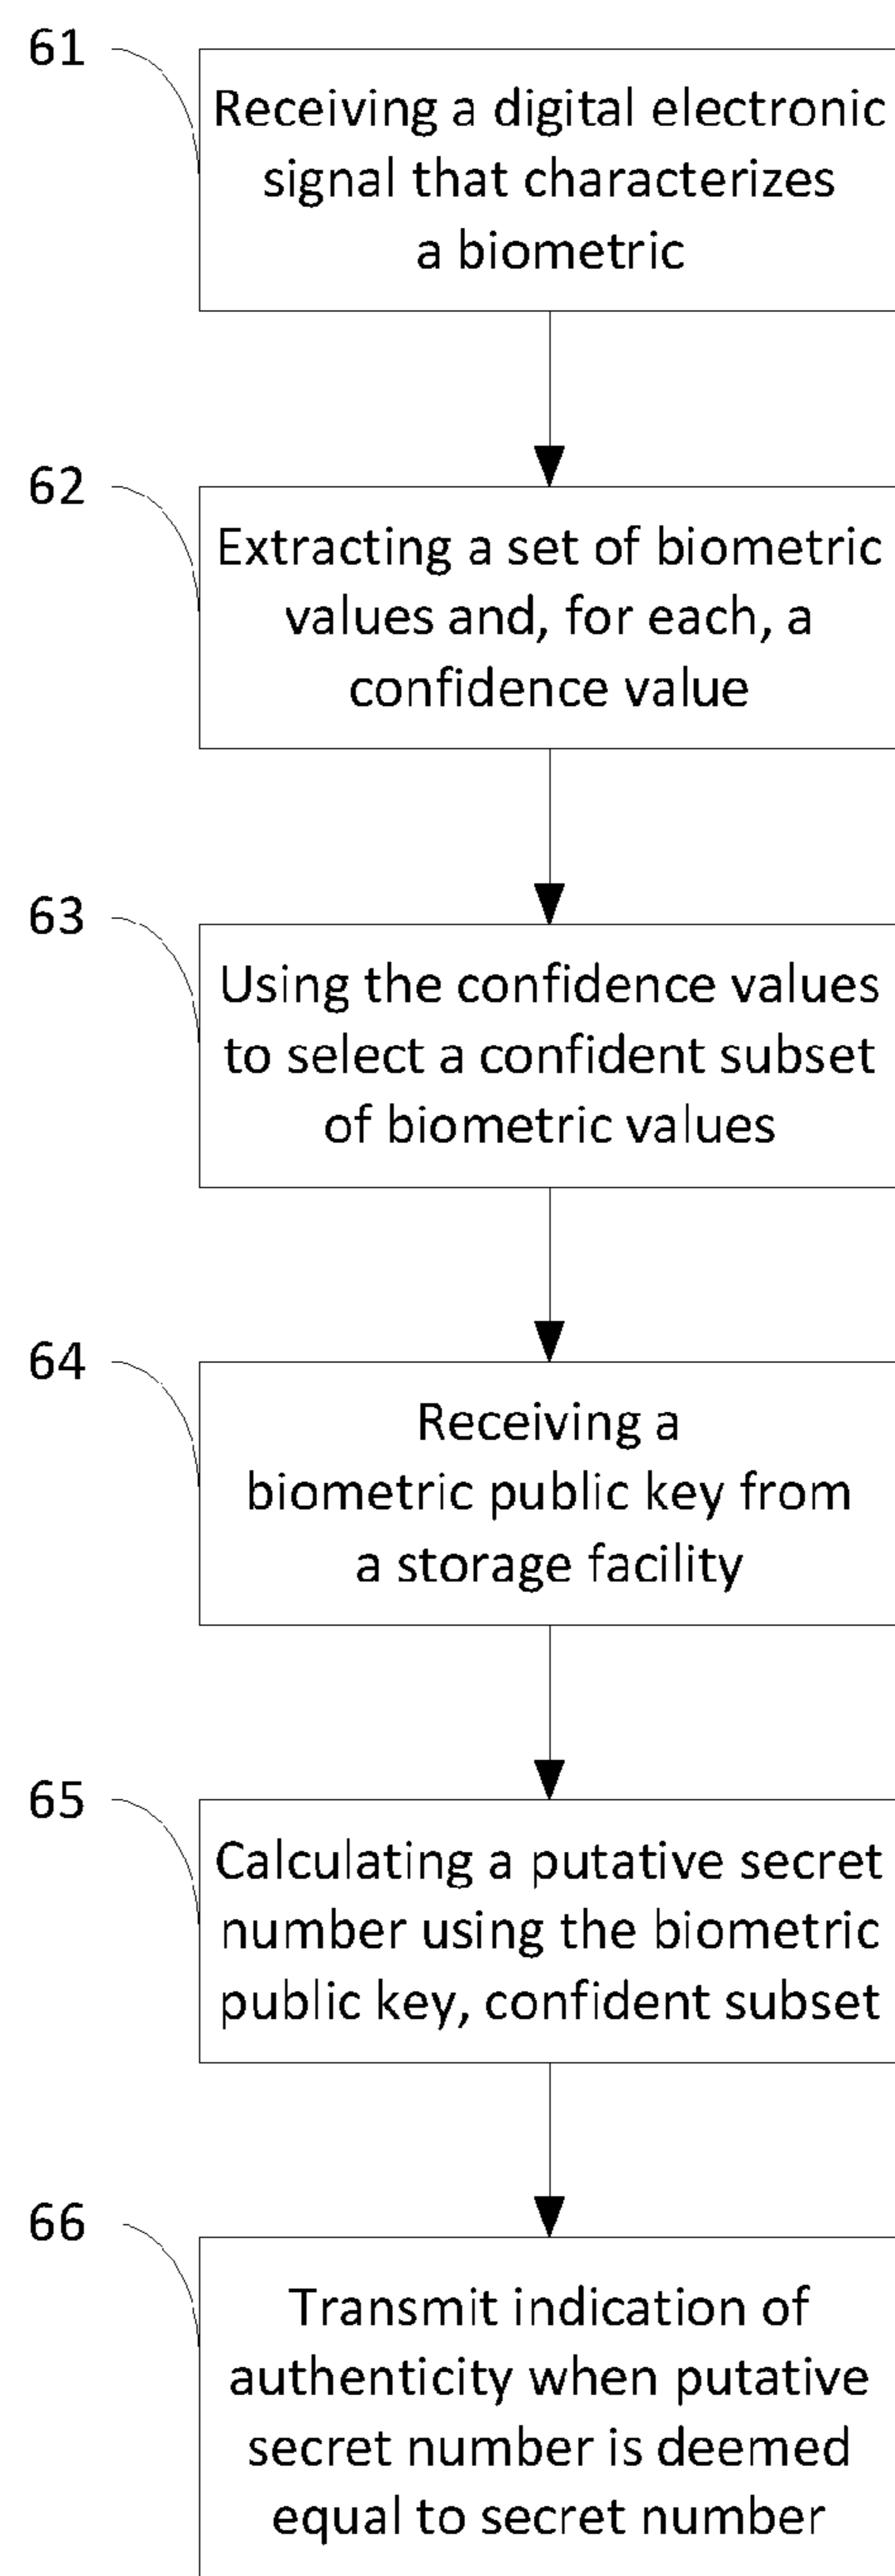 61
Receiving a digital electronic
signal that characterizes
a biometric
62
Extracting a set of biometric
values and, for each, a
confidence value
63
Using the confidence values
to select a confident subset
of biometric values
64
Receiving a
biometric public key from
a storage facility
65
Calculating a putative secret
number using the biometric
public key, confident subset
66
Transmit indication of
authenticity when putative
secret number is deemed
equal to secret number